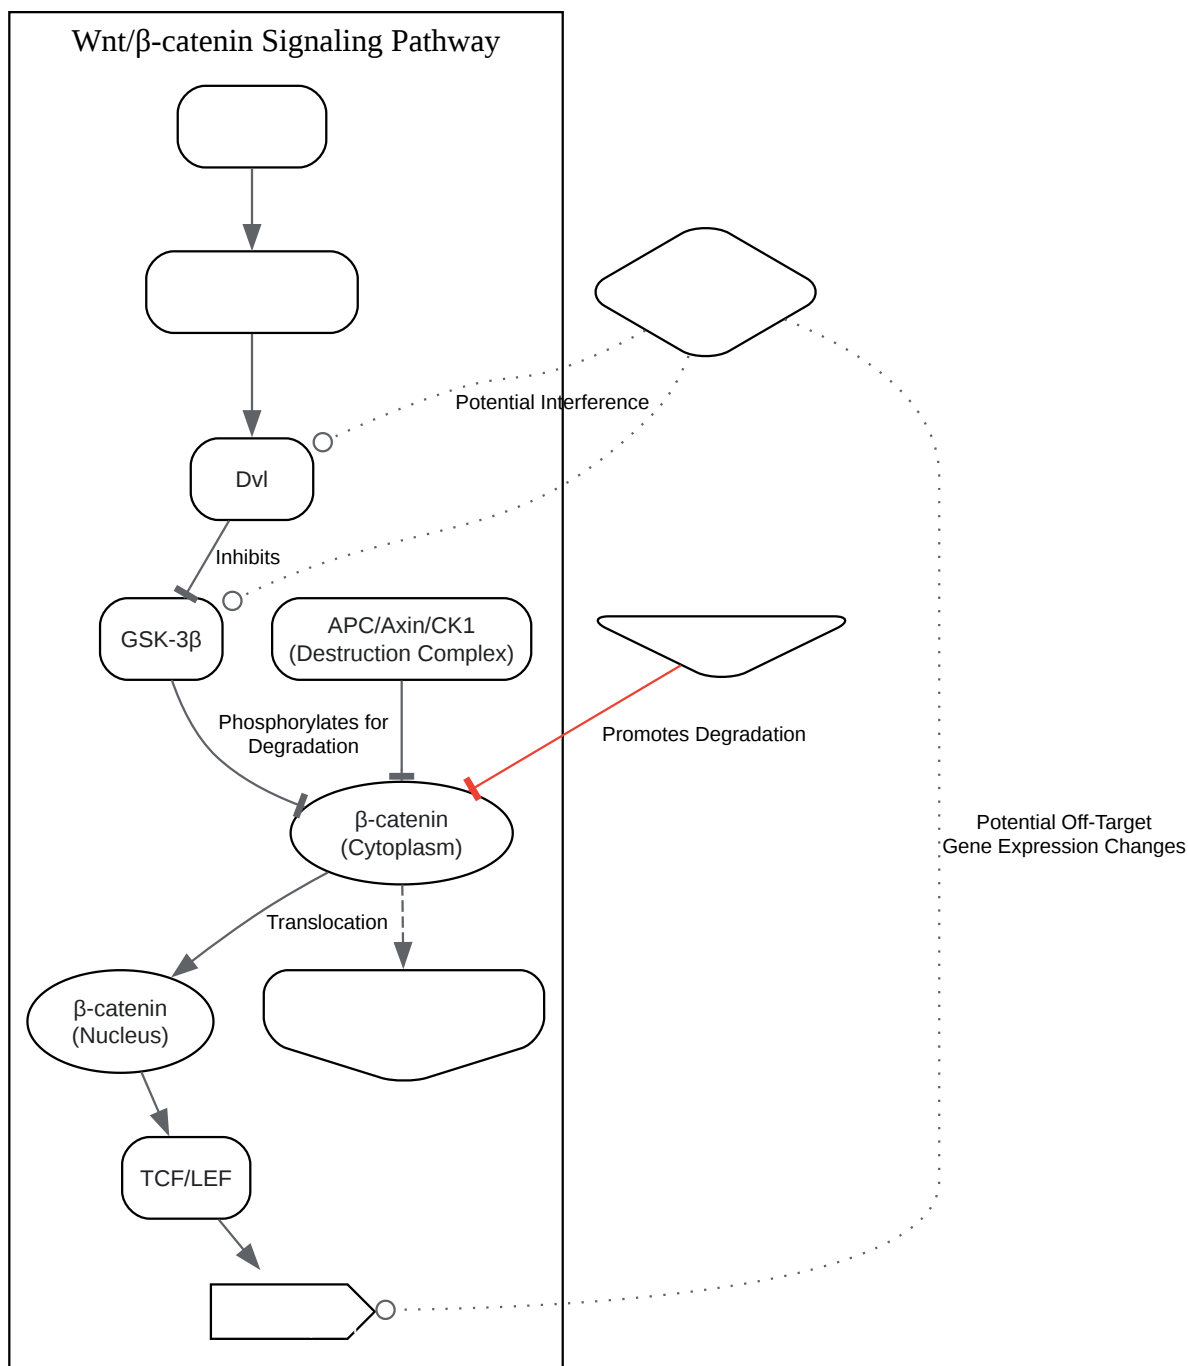 Wnt/β-catenin Signaling Pathway
Potential Interference
Dvl
Inhibits
GSK-3β
APC/Axin/CK1
(Destruction Complex)
Phosphorylates for
Degradation
Promotes Degradation
β-catenin
(Cytoplasm)
Potential Off-Target
Gene Expression Changes
Translocation
β-catenin
(Nucleus)
TCF/LEF